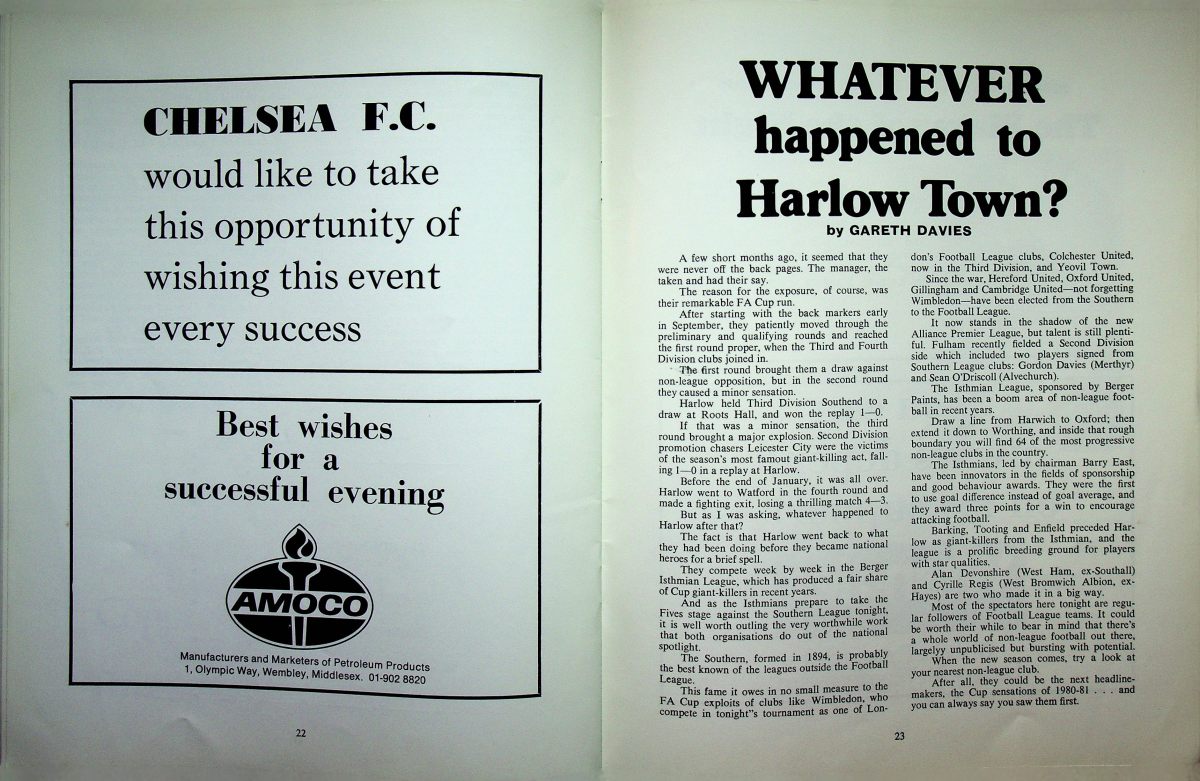 CHELSEA F.C.
would like to take
this opportunity of
wishing this event
every success
Best wishes
for a
successful evening
AMOCO
Manufacturers and Marketers of Petroleum Products
1, Olympic Way, Wembley, Middlesex. 01-902 8820
22
WHATEVER
happened to
Harlow Town?
by GARETH DAVIES
A few short months ago, it seemed that they
were never off the back pages. The manager, the
taken and had their say.
The reason for the exposure, of course, was
their remarkable FA Cup run.
After starting with the back markers early
in September, they patiently moved through the
preliminary and qualifying rounds and reached
the first round proper, when the Third and Fourth
Division clubs joined in.
The first round brought them a draw against
non-league opposition, but in the second round
they caused a minor sensation.
Harlow held Third Division Southend to a
draw at Roots Hall, and won the replay 1—0.
If that was a minor sensation, the third
round brought a major explosion. Second Division
promotion chasers Leicester City were the victims
of the season's most famous giant-killing act, fall-
ing 1—0 in a replay at Harlow.
Before the end of January, it was all over.
Harlow went to Watford in the fourth round and
made a fighting exit, losing a thrilling match 4—3.
But as I was asking, whatever happened to
Harlow after that?
The fact is that Harlow went back to what
they had been doing before they became national
heroes for a brief spell.
They compete week by week in the Berger
Isthmian League, which has produced a fair share
of Cup giant-killers in recent years.
And as the Isthmians prepare to take the
Fives stage against the Southern League tonight,
it is well worth outling the very worthwhile work
that both organisations do out of the national
spotlight.
The Southern, formed in 1894, is probably
the best known of the leagues outside the Football
League.
This fame it owes in no small measure to the
FA Cup exploits of clubs like Wimbledon, who
compete in tonight"s tournament as one of Lon-
don's Football League clubs, Colchester United,
now in the Third Division, and Yeovil Town.
Since the war, Hereford United, Oxford United,
Gillingham and Cambridge United—not forgetting
Wimbledon—have been elected from the Southern
to the Football League.
It now stands in the shadow of the new
Alliance Premier League, but talent is still plenti-
ful. Fulham recently fielded a Second Division
side which included two players signed from
Southern League clubs: Gordon Davies (Merthyr)
and Sean O'Driscoll (Alvechurch).
The Isthmian League, sponsored by Berger
Paints, has been a boom area of non-league foot-
ball in recent years.
Draw a line from Harwich to Oxford; then
extend it down to Worthing, and inside that rough
boundary you will find 64 of the most progressive
non-league clubs in the country.
The Isthmians, led by chairman Barry East,
have been innovators in the fields of sponsorship
and good behaviour awards. They were the first
to use goal difference instead of goal average, and
they award three points for a win to encourage
attacking football.
Barking, Tooting and Enfield preceded Har-
low as giant-killers from the Isthmian, and the
league is a prolific breeding ground for players
with star qualities.
Alan Devonshire (West Ham, ex-Southall)
and Cyrille Regis (West Bromwich Albion, ex-
Hayes) are two who made it in a big way.
Most of the spectators here tonight are regu-
lar followers of Football League teams. It could
be worth their while to bear in mind that there's
a whole world of non-league football out there,
largelyy unpublicised but bursting with potential.
When the new season comes, try a look at
your nearest non-league club.
After all, they could be the next headline-
makers, the Cup sensations of 1980-81 . . . and
you can always say you saw them first.
23